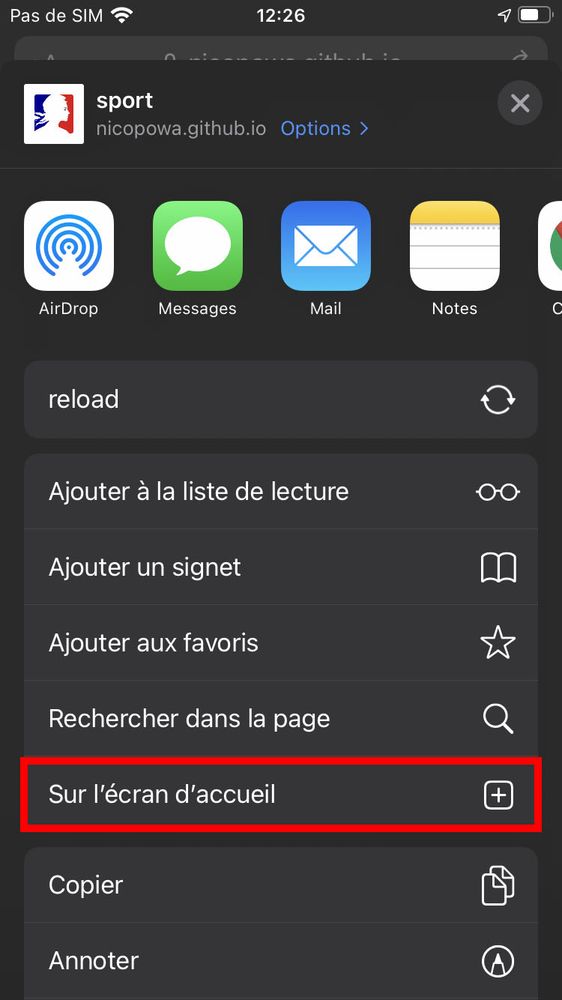 Pas de SIM
12:26
sport
nicopowa.github.io Options
AirDrop
Messages
Mail
Notes
reload
Ajouter à la liste de lecture
Ajouter un signet
Ajouter aux favoris
Rechercher dans la page
Sur l’écran d’accueil
Copier
Annoter